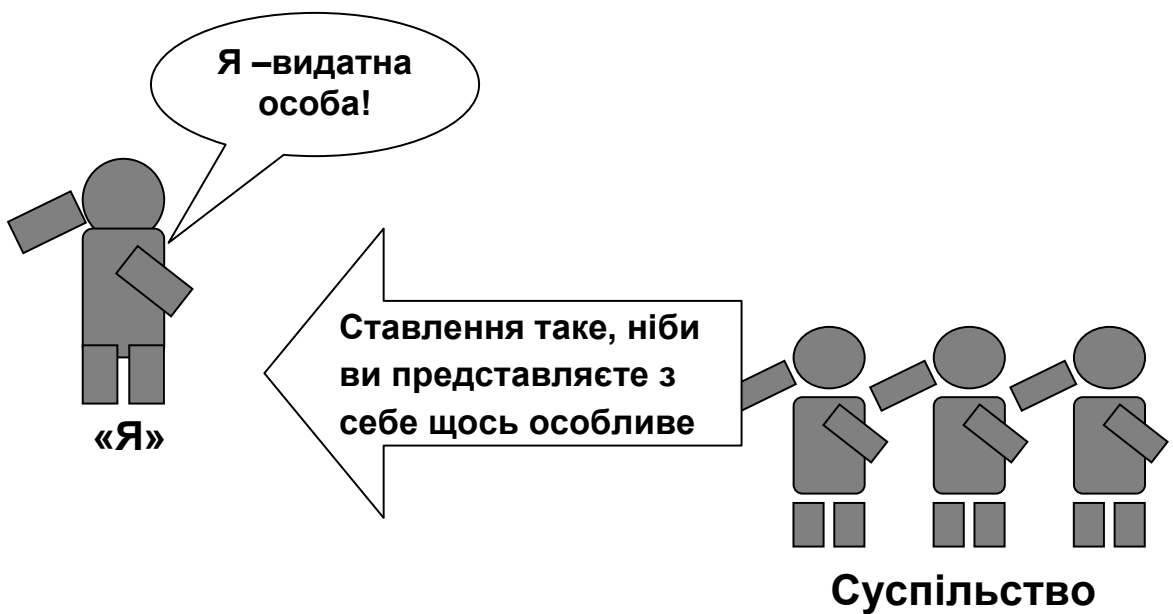 Я –видатна
особа!
Ставлення таке, ніби
ви представляєте з
себе щось особливе
«Я»
Суспільство